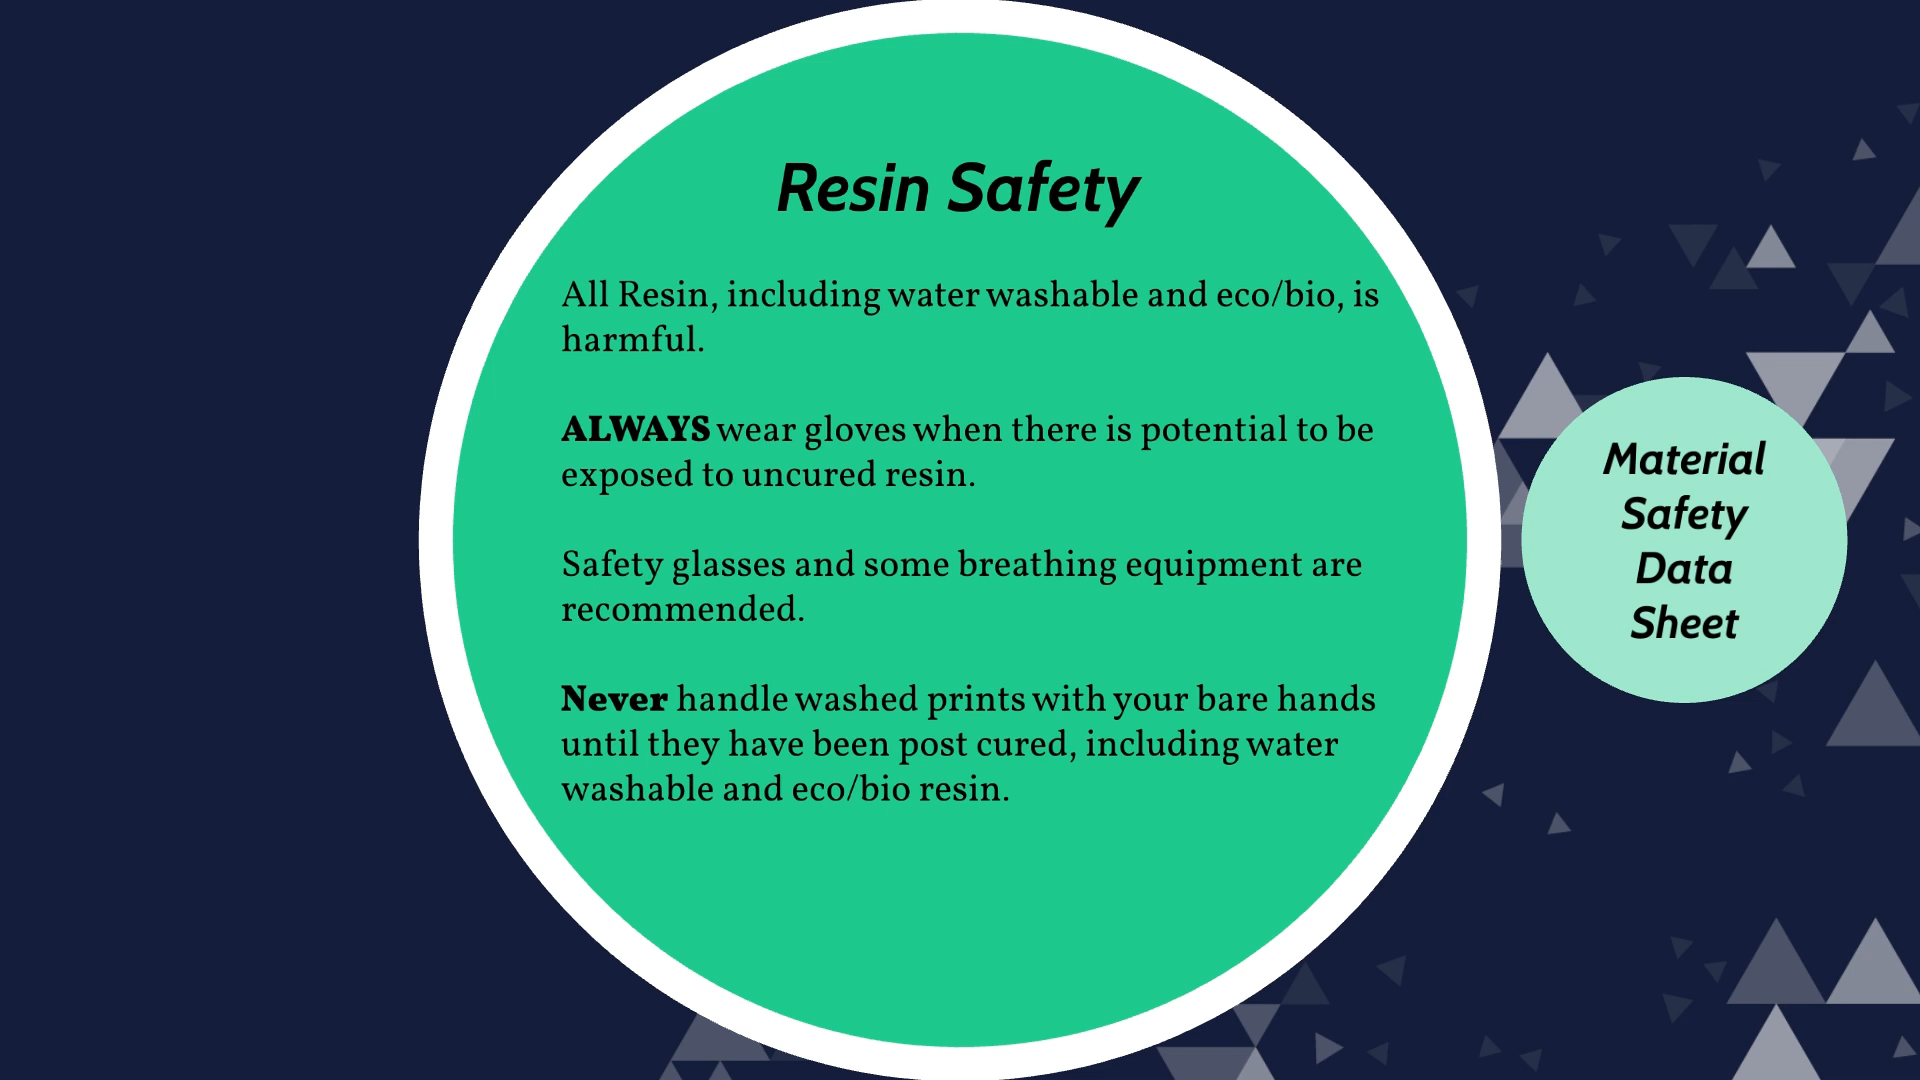 Resin Safety
All Resin, including water washable and eco/bio, is
harmful.
ALWAYS wear gloves when there is potential to be
exposed to uncured resin.
Safety glasses and some breathing equipment are
recommended.
Never handle washed prints with your bare hands
until they have been post cured, including water
washable and eco/bio resin.
Material
Safety
Data
Sheet